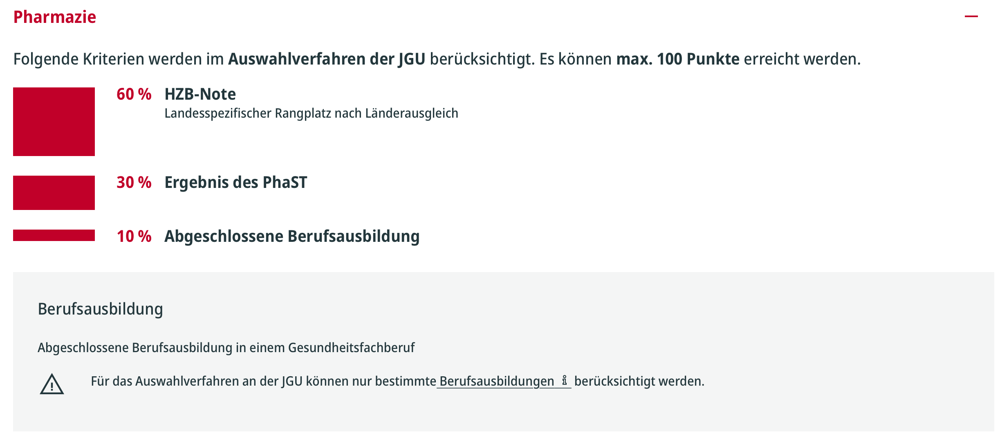 Pharmazie
Folgende Kriterien werden im Auswahlverfahren der JGU berücksichtigt. Es können max. 100 Punkte erreicht werden.
60 % HZB-Note
Landesspezifischer Rangplatz nach Länderausgleich
30 % Ergebnis des PhaST
10 % Abgeschlossene Berufsausbildung
Berufsausbildung
Abgeschlossene Berufsausbildung in einem Gesundheitsfachberuf
Für das Auswahlverfahren an der JGU können nur bestimmte Berufsausbildungen berücksichtigt werden.